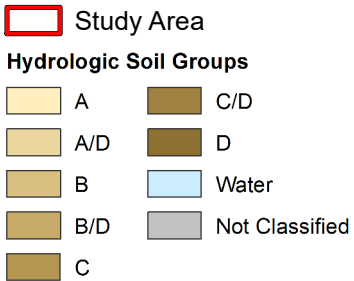 Study Area
Hydrologic Soil Groups
A
A/D
B
B/D
C
C/D
D
Water
Not Classified